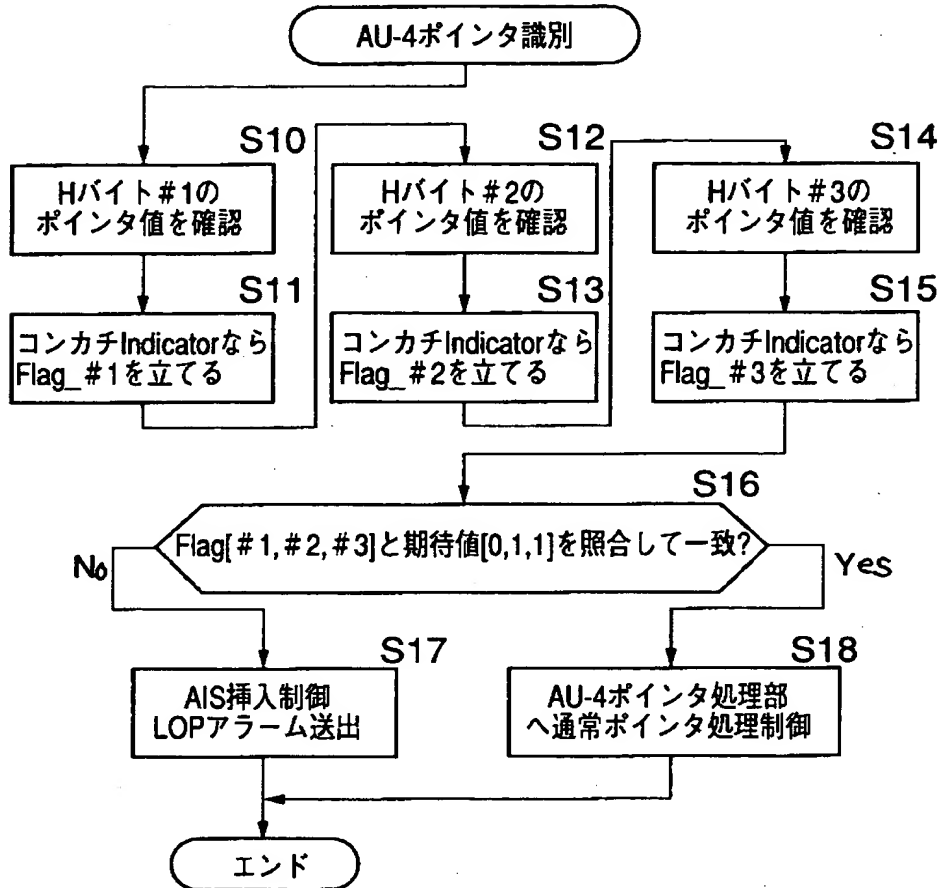 AU-4ポインタ識別
S10
Hバイト#1の
ポインタ値を確認
S11
コンカチIndicatorなら
Flag_#1を立てる
S12
Hバイト#2の
ポインタ値を確認
S13
コンカチIndicatorなら
Flag_#2を立てる
S14
Hバイト#3の
ポインタ値を確認
S15
コンカチIndicatorなら
Flag_#3を立てる
S16
Flag[#1,#2,#3]と期待値[0,1,1]を照合して一致?
No
Yes
S17
AIS挿入制御
LOPアラーム送出
S18
AU-4ポインタ処理部
へ通常ポインタ処理制御
エンド